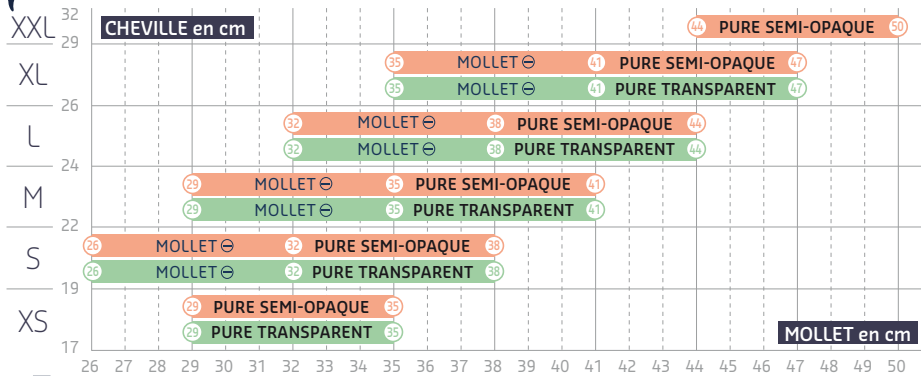 32
XXL CHEVILLE en cm 44 PURE SEMI-OPAQUE 50
29
XL 35 MOLLET ⊖ 41 PURE SEMI-OPAQUE 47
35 MOLLET ⊖ 41 PURE TRANSPARENT 47
26
L 32 MOLLET ⊖ 38 PURE SEMI-OPAQUE 44
32 MOLLET ⊖ 38 PURE TRANSPARENT 44
24
M 29 MOLLET ⊖ 35 PURE SEMI-OPAQUE 41
29 MOLLET ⊖ 35 PURE TRANSPARENT 41
22
S 26 MOLLET ⊖ 32 PURE SEMI-OPAQUE 38
26 MOLLET ⊖ 32 PURE TRANSPARENT 38
19
XS 29 PURE SEMI-OPAQUE 35
29 PURE TRANSPARENT 35 MOLLET en cm
17
26 27 28 29 30 31 32 33 34 35 36 37 38 39 40 41 42 43 44 45 46 47 48 49 50